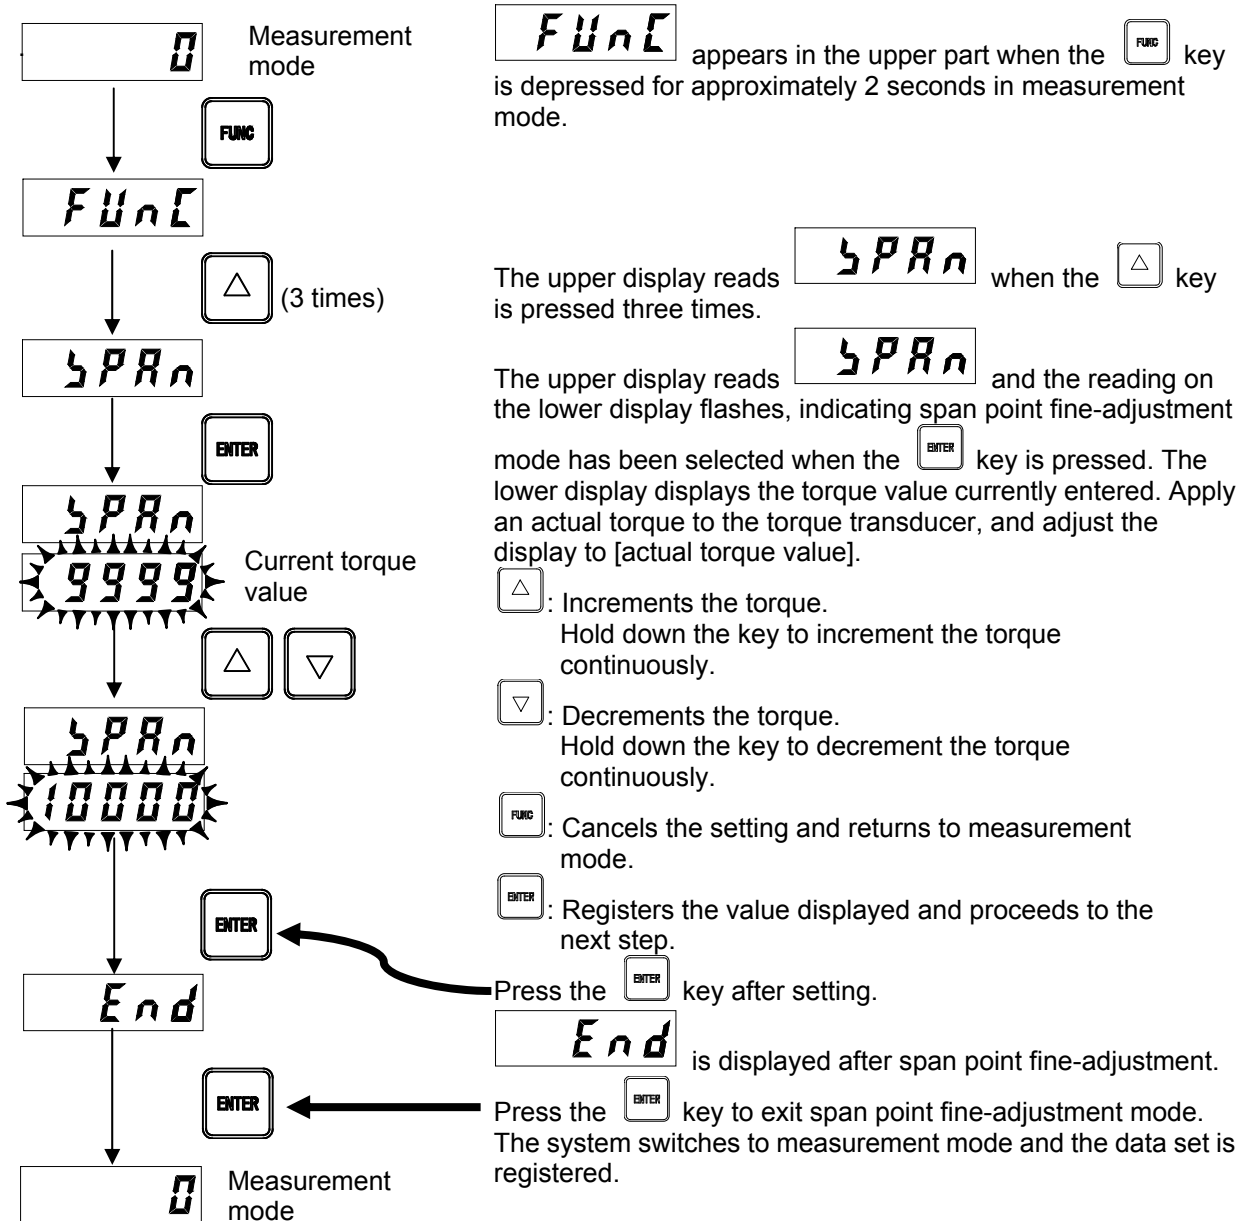 0
Measurement
mode
FUNC
FUnC
△ (3 times)
SPAn
ENTER
SPAn
9999
Current torque
value
△ ▽
SPAn
10000
ENTER
End
ENTER
0
Measurement
mode
FUnC appears in the upper part when the FUNC key
is depressed for approximately 2 seconds in measurement
mode.
The upper display reads SPAn when the △ key
is pressed three times.
The upper display reads SPAn and the reading on
the lower display flashes, indicating span point fine-adjustment
mode has been selected when the ENTER key is pressed. The
lower display displays the torque value currently entered. Apply
an actual torque to the torque transducer, and adjust the
display to [actual torque value].
△: Increments the torque.
Hold down the key to increment the torque
continuously.
▽: Decrements the torque.
Hold down the key to decrement the torque
continuously.
FUNC: Cancels the setting and returns to measurement
mode.
ENTER: Registers the value displayed and proceeds to the
next step.
Press the ENTER key after setting.
End is displayed after span point fine-adjustment.
Press the ENTER key to exit span point fine-adjustment mode.
The system switches to measurement mode and the data set is
registered.